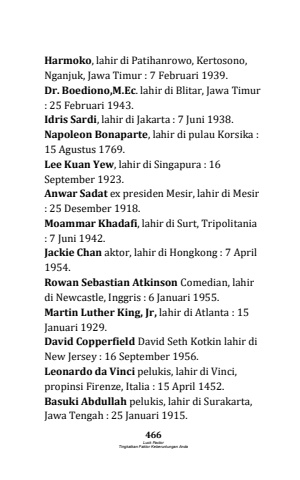 Harmoko, lahir di Patihanrowo, Kertosono,
Nganjuk, Jawa Timur : 7 Februari 1939.
Dr. Boediono,M.Ec. lahir di Blitar, Jawa Timur
: 25 Februari 1943.
Idris Sardi, lahir di Jakarta : 7 Juni 1938.
Napoleon Bonaparte, lahir di pulau Korsika :
15 Agustus 1769.
Lee Kuan Yew, lahir di Singapura : 16
September 1923.
Anwar Sadat ex presiden Mesir, lahir di Mesir
: 25 Desember 1918.
Moammar Khadafi, lahir di Surt, Tripolitania
: 7 Juni 1942.
Jackie Chan aktor, lahir di Hongkong : 7 April
1954.
Rowan Sebastian Atkinson Comedian, lahir
di Newcastle, Inggris : 6 Januari 1955.
Martin Luther King, Jr, lahir di Atlanta : 15
Januari 1929.
David Copperfield David Seth Kotkin lahir di
New Jersey : 16 September 1956.
Leonardo da Vinci pelukis, lahir di Vinci,
propinsi Firenze, Italia : 15 April 1452.
Basuki Abdullah pelukis, lahir di Surakarta,
Jawa Tengah : 25 Januari 1915.
466
Luck Factor
Tingkatkan Faktor Keberuntungan Anda